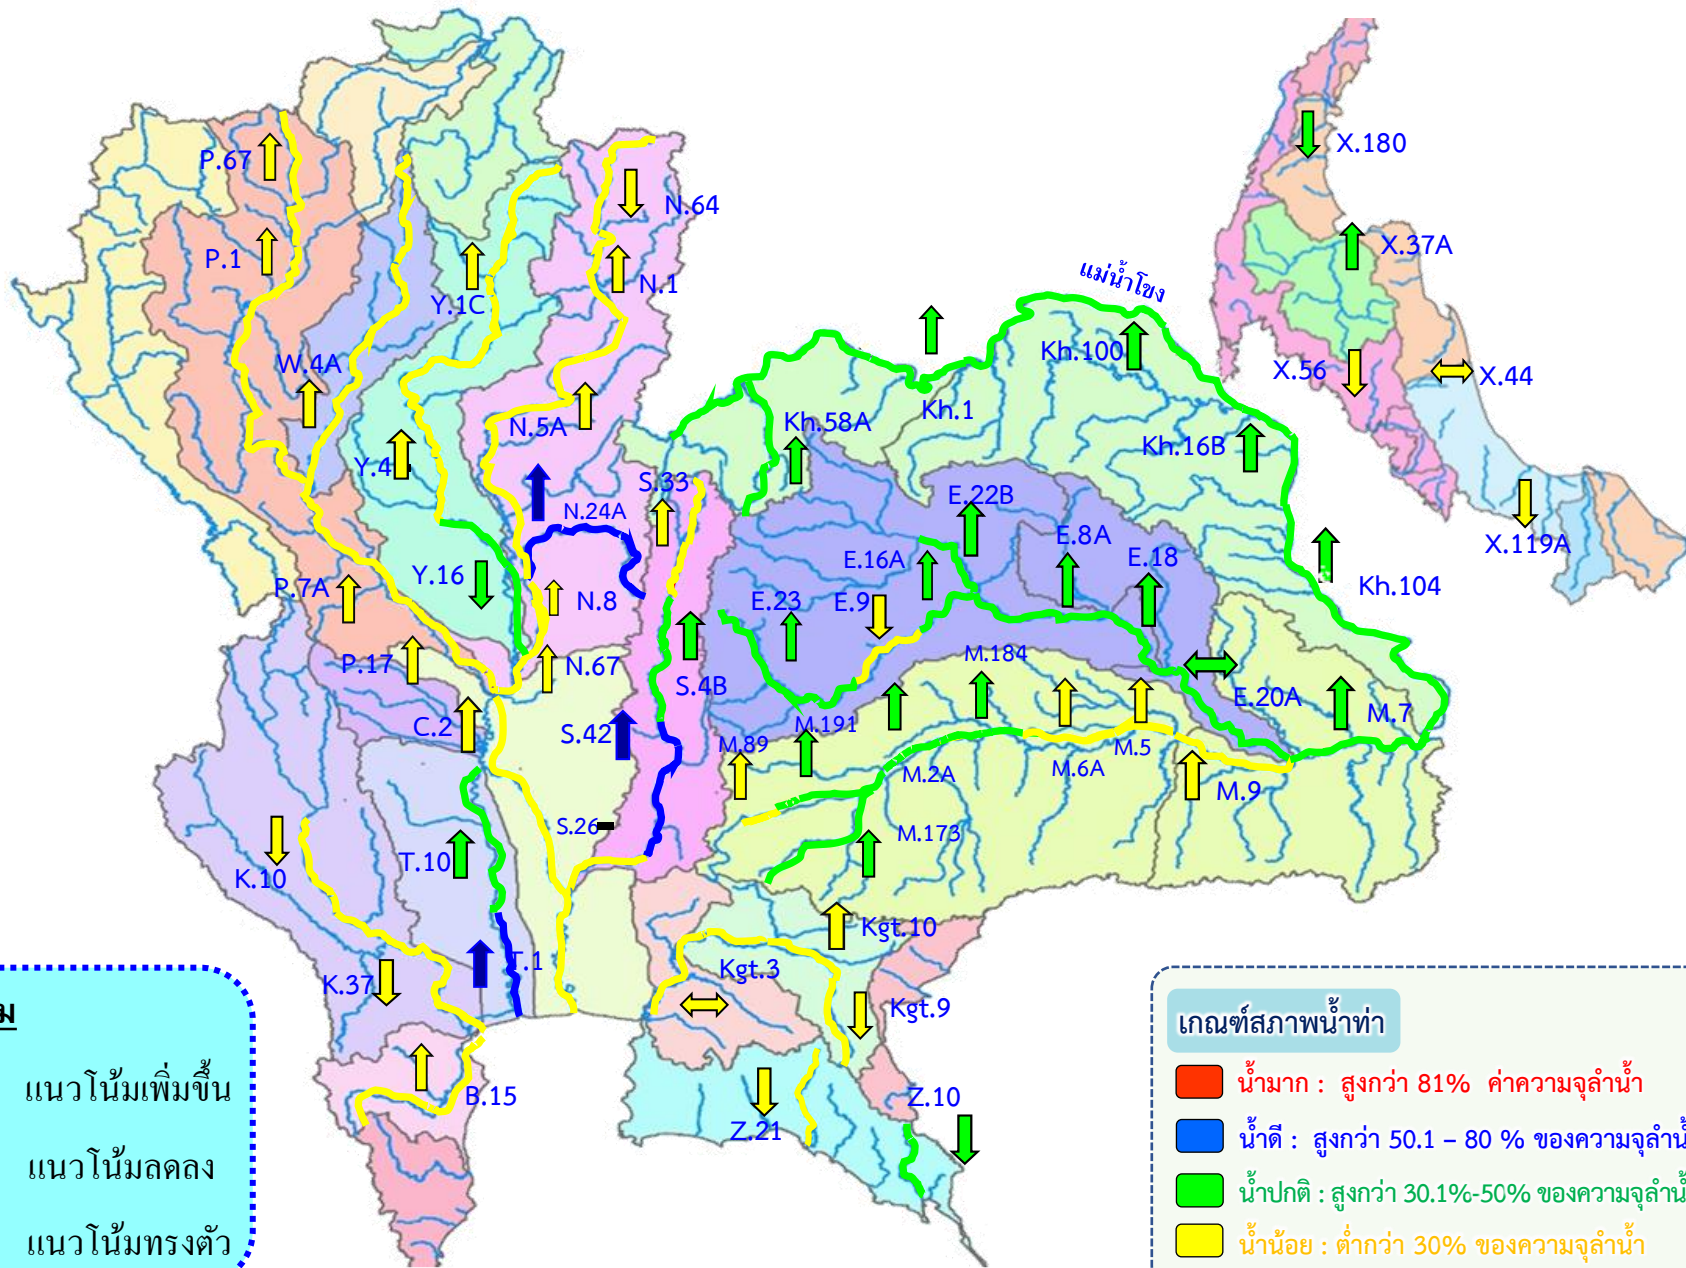 P.67
P.1
W.4A
Y.1C
N.64
N.1
N.5A
Y.4
N.24A
S.33
P.7A
Y.16
N.8
P.17
N.67
C.2
S.4B
S.42
S.26
K.10
T.10
T.1
K.37
B.15
แม่น้ำโขง
Kh.58A
Kh.1
Kh.100
Kh.16B
Kh.104
E.22B
E.16A
E.8A
E.18
E.23
E.9
E.20A
M.184
M.7
M.191
M.89
M.2A
M.6A
M.5
M.9
M.173
Kgt.10
Kgt.3
Kgt.9
Z.21
Z.10
X.180
X.37A
X.56
X.44
X.119A
แนวโน้มเพิ่มขึ้น
แนวโน้มลดลง
แนวโน้มทรงตัว
เกณฑ์สภาพน้ำท่า
น้ำมาก : สูงกว่า 81% ค่าความจุลำน้ำ
น้ำดี : สูงกว่า 50.1 – 80 % ของความจุลำน้
น้ำปกติ : สูงกว่า 30.1%-50% ของความจุลำน้
น้ำน้อย : ต่ำกว่า 30% ของความจุลำน้ำ